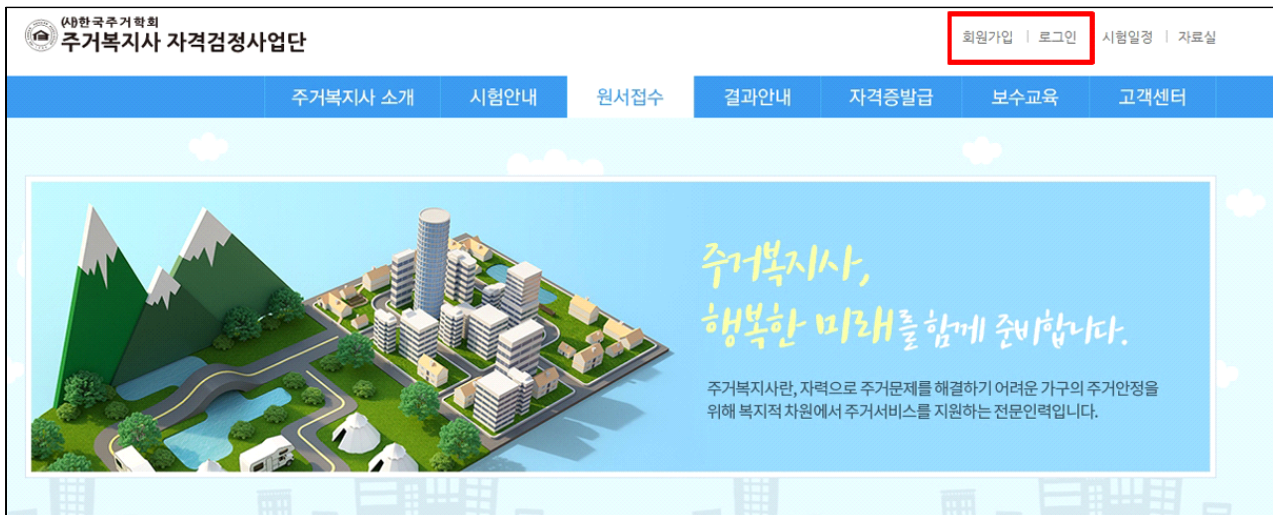 (사)한국주거학회
주거복지사 자격검정사업단
회원가입 | 로그인 시험일정 | 자료실
주거복지사 소개 시험안내 원서접수 결과안내 자격증발급 보수교육 고객센터
주거복지사,
행복한 미래를 함께 준비합니다.
주거복지사란, 자력으로 주거문제를 해결하기 어려운 가구의 주거안정을
위해 복지적 차원에서 주거서비스를 지원하는 전문인력입니다.